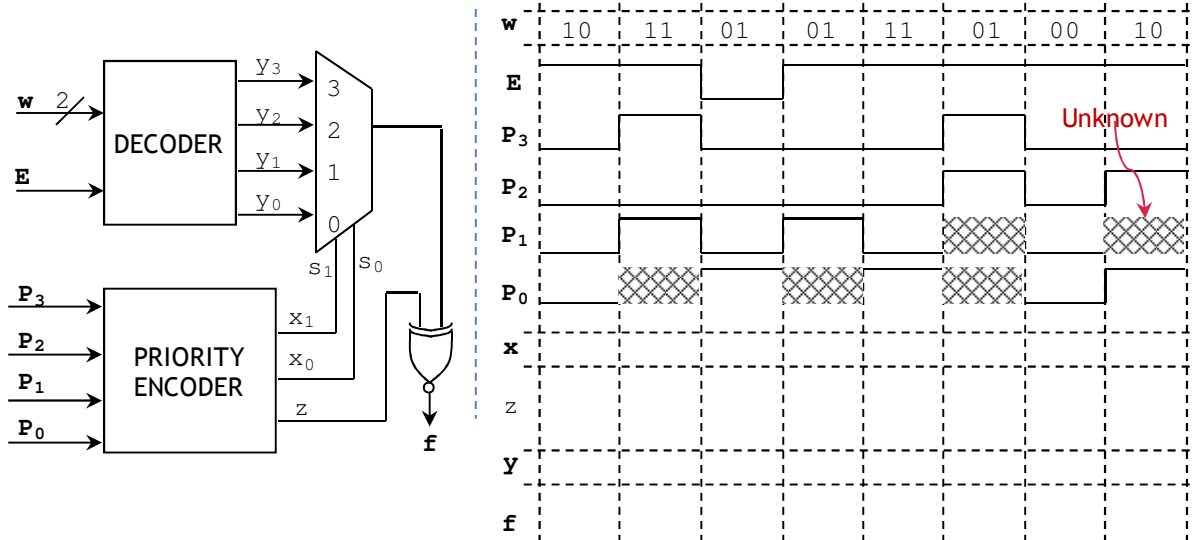 w 2
E
DECODER
y3
y2
y1
y0
3
2
1
0
s1 s0
P3
P2
P1
P0
PRIORITY
ENCODER
x1
x0
z
f
w 10 11 01 01 11 01 00 10
E
P3
Unknown
P2
P1
P0
x
z
y
f